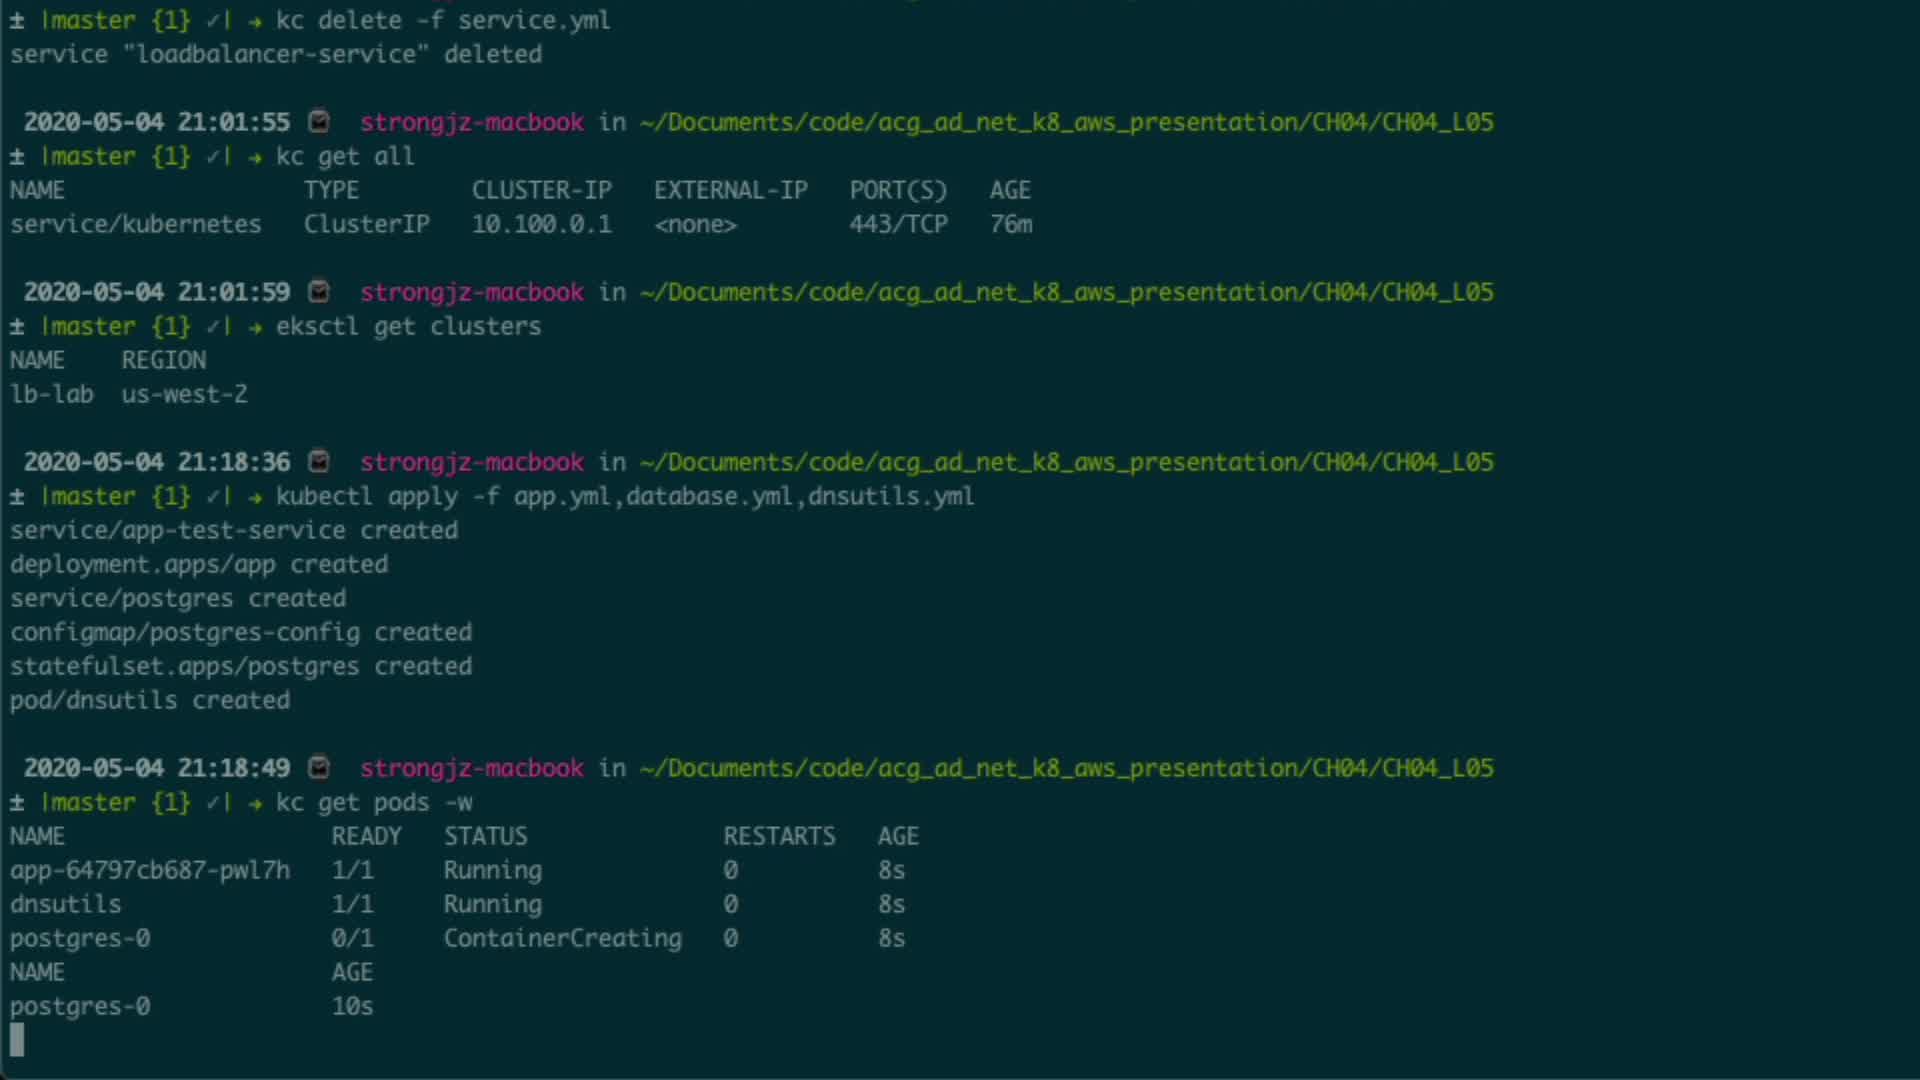 ± |master {1} ✓| → kc delete -f service.yml
service "loadbalancer-service" deleted
2020-05-04 21:01:55 strongjz-macbook in ~/Documents/code/acg_ad_net_k8_aws_presentation/CH04/CH04_L05
± |master {1} ✓| → kc get all
NAME TYPE CLUSTER-IP EXTERNAL-IP PORT(S) AGE
service/kubernetes ClusterIP 10.100.0.1 <none> 443/TCP 76m
2020-05-04 21:01:59 strongjz-macbook in ~/Documents/code/acg_ad_net_k8_aws_presentation/CH04/CH04_L05
± |master {1} ✓| → eksctl get clusters
NAME REGION
lb-lab us-west-2
2020-05-04 21:18:36 strongjz-macbook in ~/Documents/code/acg_ad_net_k8_aws_presentation/CH04/CH04_L05
± |master {1} ✓| → kubectl apply -f app.yml,database.yml,dnsutils.yml
service/app-test-service created
deployment.apps/app created
service/postgres created
configmap/postgres-config created
statefulset.apps/postgres created
pod/dnsutils created
2020-05-04 21:18:49 strongjz-macbook in ~/Documents/code/acg_ad_net_k8_aws_presentation/CH04/CH04_L05
± |master {1} ✓| → kc get pods -w
NAME READY STATUS RESTARTS AGE
app-64797cb687-pwl7h 1/1 Running 0 8s
dnsutils 1/1 Running 0 8s
postgres-0 0/1 ContainerCreating 0 8s
NAME AGE
postgres-0 10s